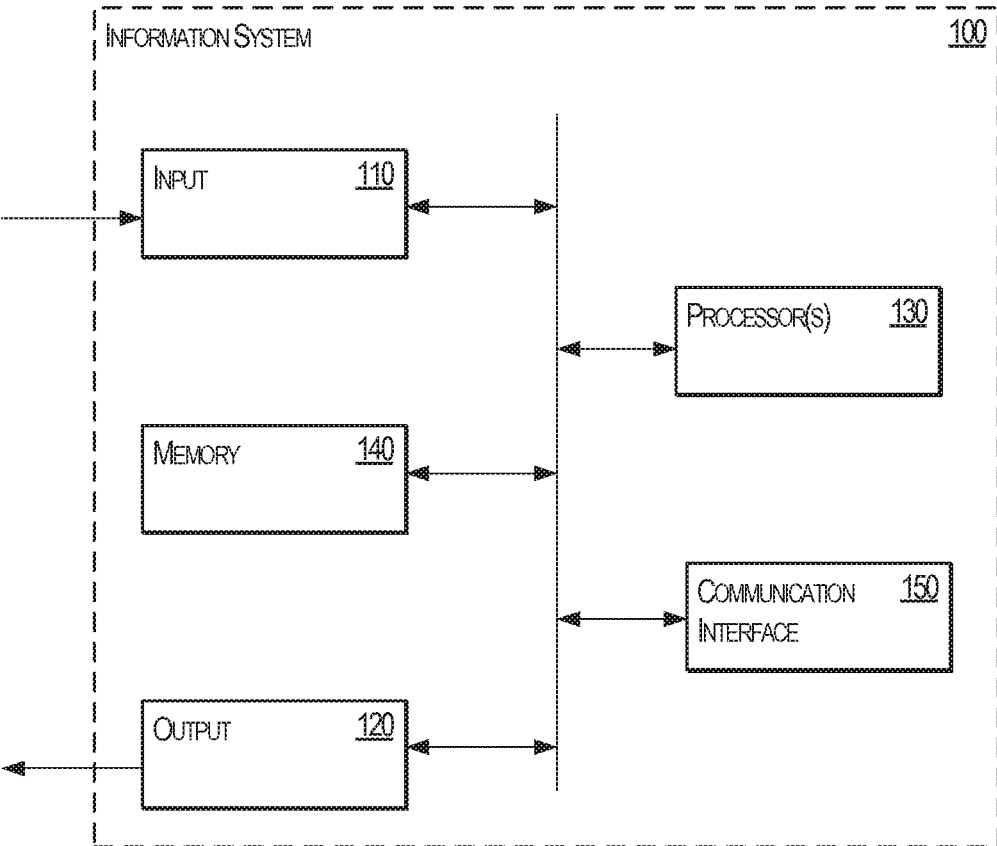 INFORMATION SYSTEM 100
INPUT 110
PROCESSOR(S) 130
MEMORY 140
COMMUNICATION 150
INTERFACE
OUTPUT 120